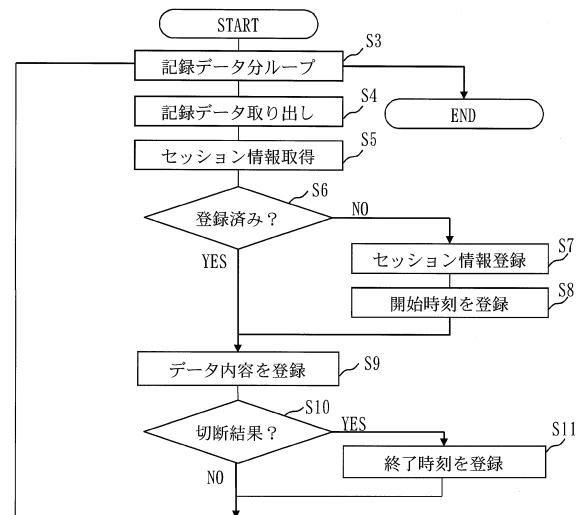 START
S3
記録データ分ループ
S4
記録データ取り出し
END
S5
セッション情報取得
S6
登録済み？
NO
YES
S7
セッション情報登録
S8
開始時刻を登録
S9
データ内容を登録
S10
切断結果？
YES
NO
S11
終了時刻を登録